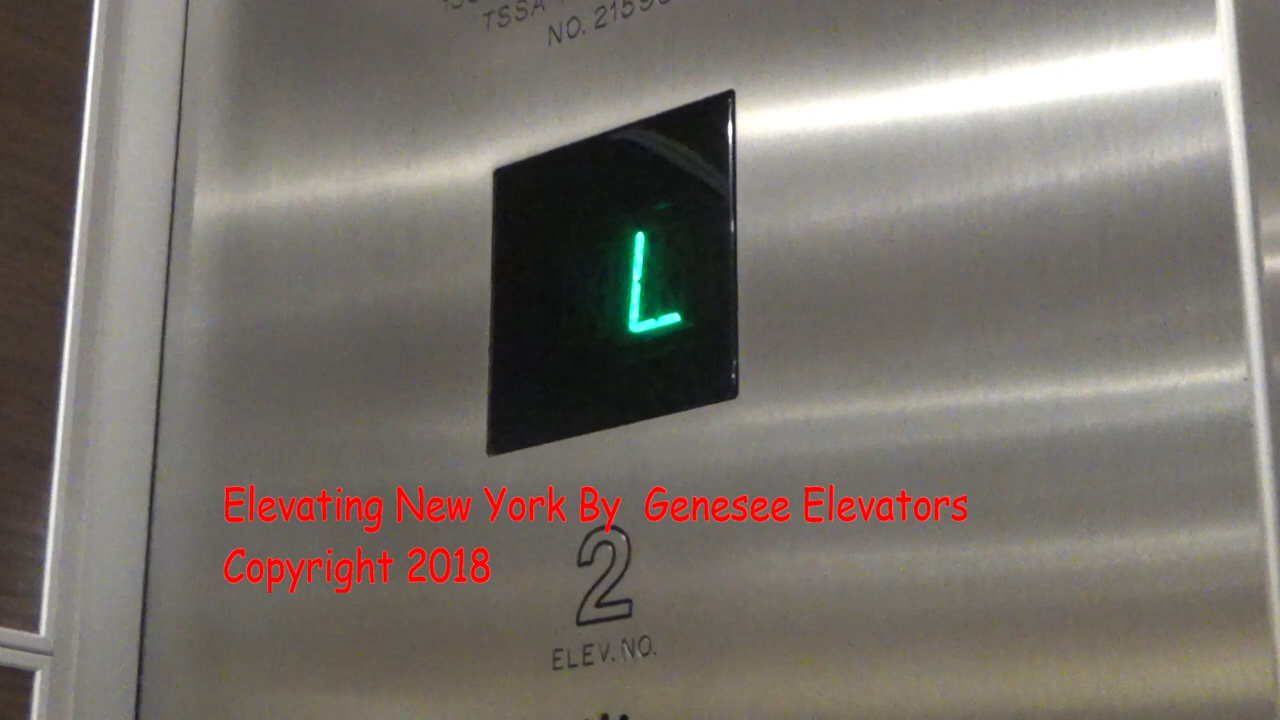 TSSA
NO. 2159
L
Elevating New York By Genesee Elevators
Copyright 2018
2
ELEV. NO.